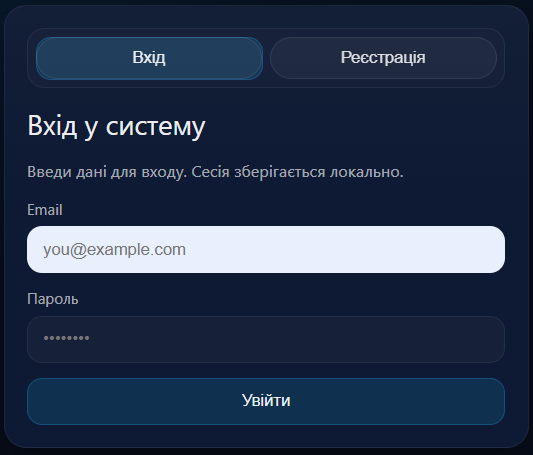 Вхід
Реєстрація
Вхід у систему
Введи дані для входу. Сесія зберігається локально.
Email
you@example.com
Пароль
••••••••
Увійти